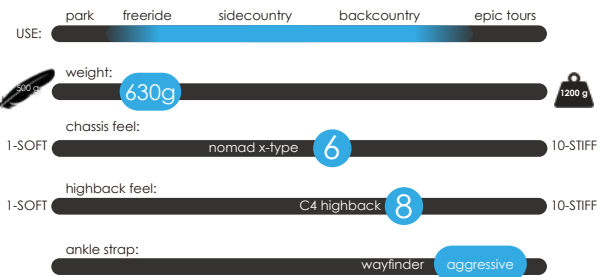 park freeride sidecountry backcountry epic tours
USE:
weight:
500 g 630g 1200 g
chassis feel:
1-SOFT nomad x-type 6 10-STIFF
highback feel:
1-SOFT C4 highback 8 10-STIFF
ankle strap:
wayfinder aggressive